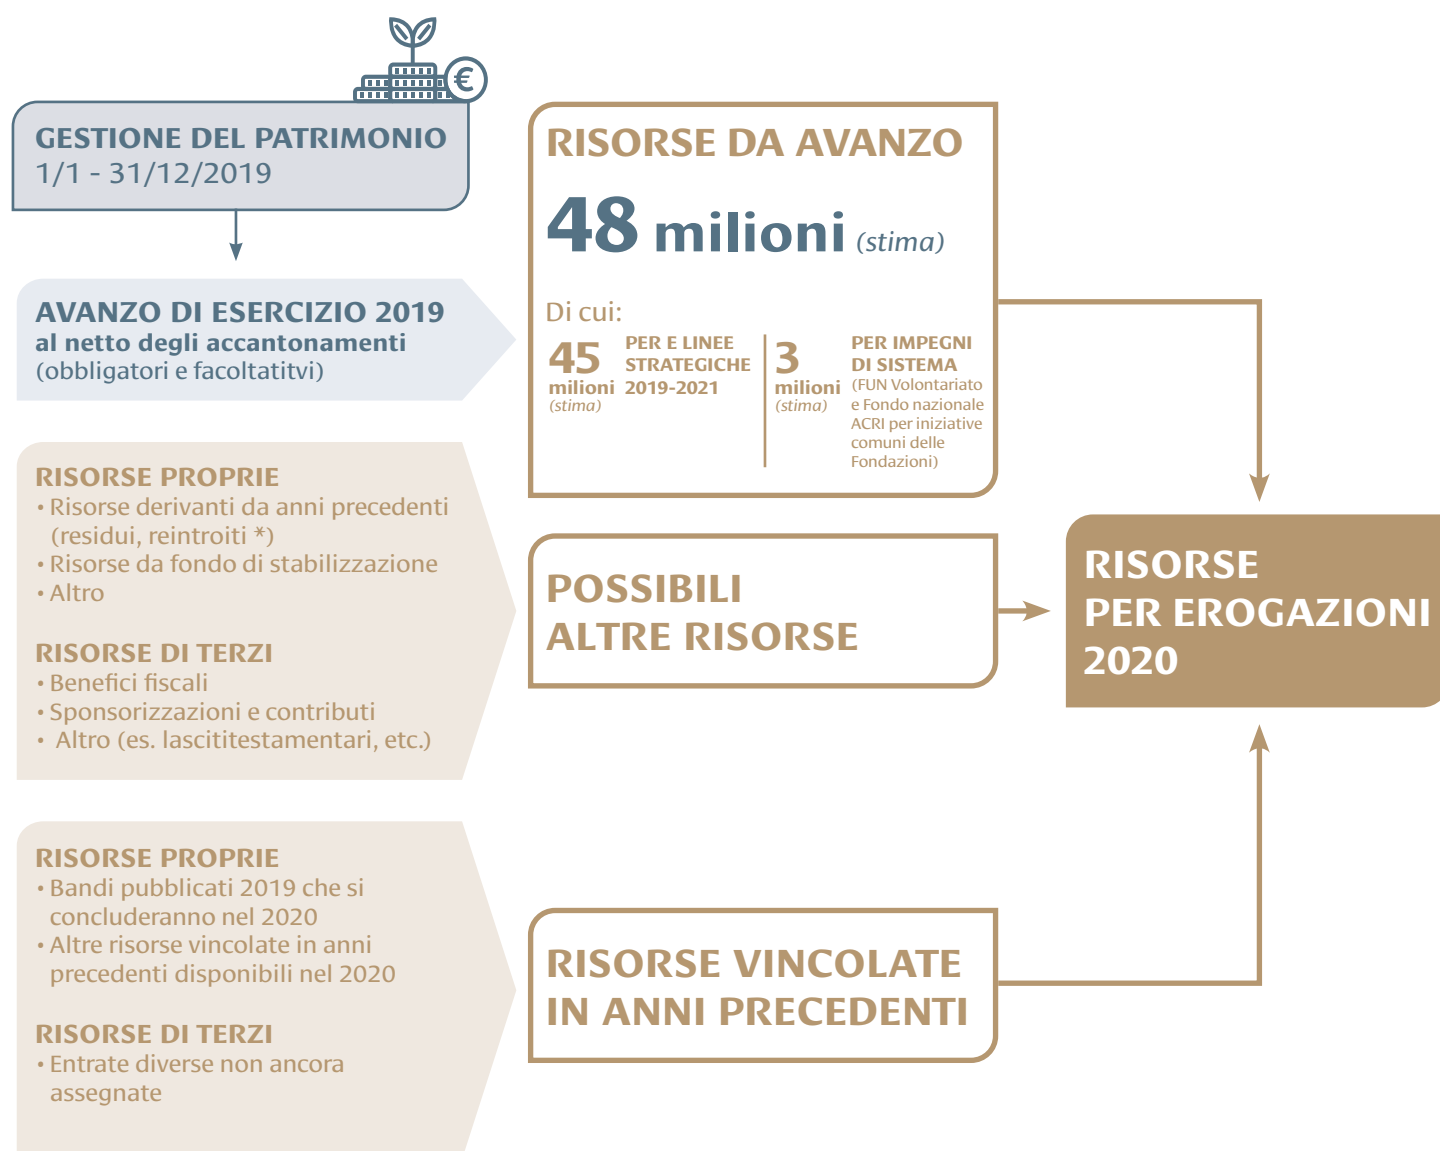 €
GESTIONE DEL PATRIMONIO
1/1 - 31/12/2019
AVANZO DI ESERCIZIO 2019
al netto degli accantonamenti
(obbligatori e facoltatitvi)
RISORSE DA AVANZO
48 milioni (stima)
Di cui:
45
milioni
(stima)
PER E LINEE
STRATEGICHE
2019-2021
3
milioni
(stima)
PER IMPEGNI
DI SISTEMA
(FUN Volontariato
e Fondo nazionale
ACRI per iniziative
comuni delle
Fondazioni)
RISORSE PROPRIE
• Risorse derivanti da anni precedenti
(residui, reintroiti *)
• Risorse da fondo di stabilizzazione
• Altro
RISORSE DI TERZI
• Benefici fiscali
• Sponsorizzazioni e contributi
• Altro (es. lascititestamentari, etc.)
POSSIBILI
ALTRE RISORSE
RISORSE
PER EROGAZIONI
2020
RISORSE PROPRIE
• Bandi pubblicati 2019 che si
concluderanno nel 2020
• Altre risorse vincolate in anni
precedenti disponibili nel 2020
RISORSE DI TERZI
• Entrate diverse non ancora
assegnate
RISORSE VINCOLATE
IN ANNI PRECEDENTI